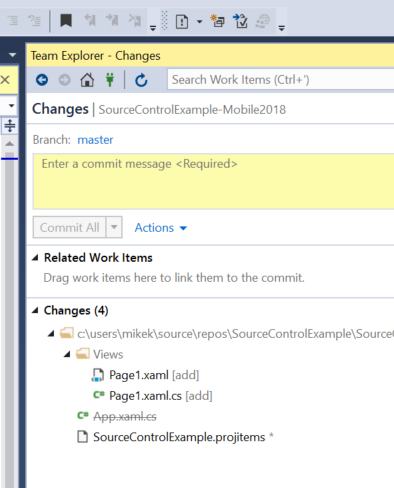 Team Explorer - Changes
Search Work Items (Ctrl+')
Changes | SourceControlExample-Mobile2018
Branch: master
Enter a commit message <Required>
Commit All Actions
Related Work Items
Drag work items here to link them to the commit.
Changes (4)
c:\users\mikek\source\repos\SourceControlExample\Source
Views
Page1.xaml [add]
Page1.xaml.cs [add]
App.xaml.cs
SourceControlExample.projitems *